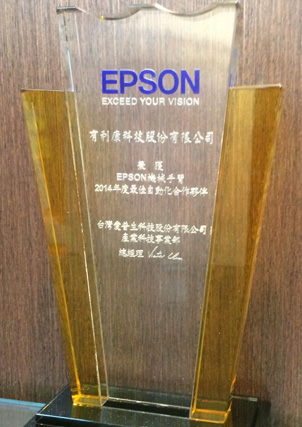 EPSON
EXCEED YOUR VISION
有利康科技股份有限公司
榮獲
EPSON機械手臂
2014年度最佳自動化合作夥伴
台灣愛普生科技股份有限公司
產業科技事業部
總經理